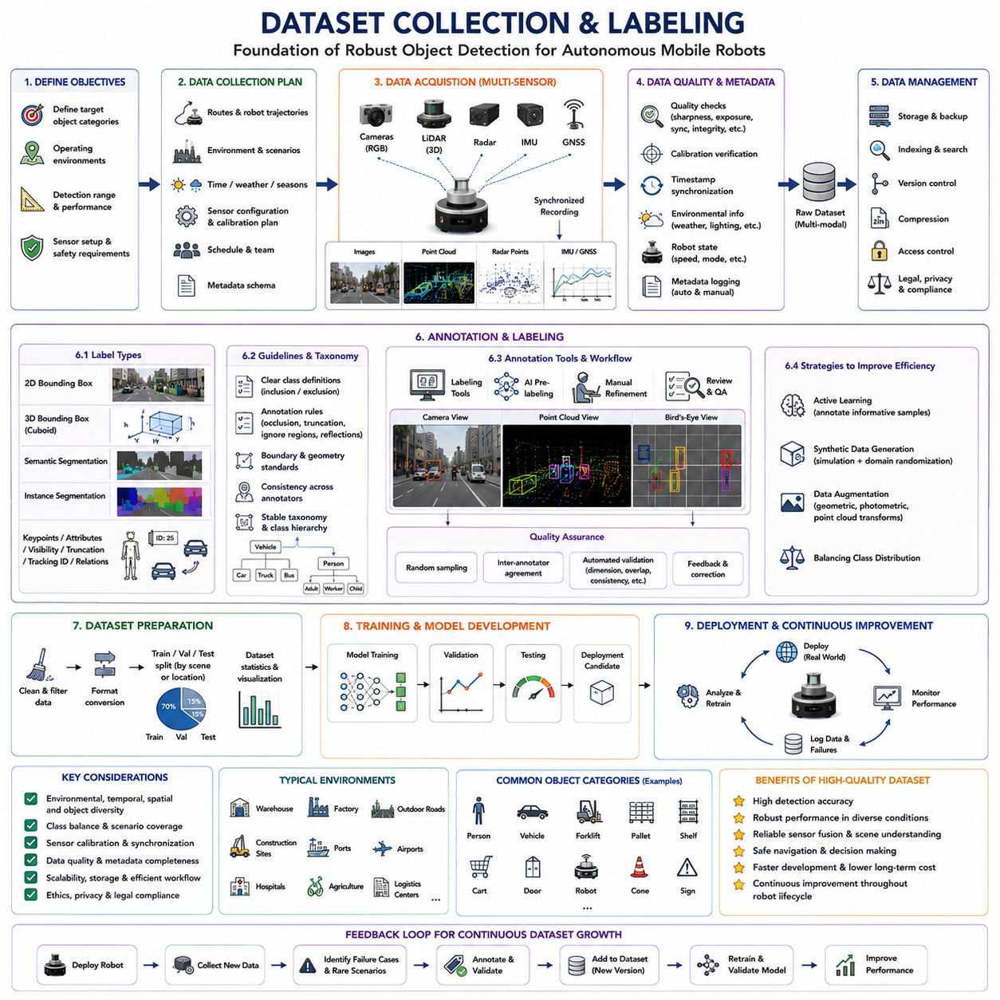 DATASET COLLECTION & LABELING
Foundation of Robust Object Detection for Autonomous Mobile Robots
1. DEFINE OBJECTIVES
Define target
object categories
Operating
environments
Detection range
& performance
Sensor setup &
safety requirements
2. DATA COLLECTION PLAN
Routes & robot trajectories
Environment & scenarios
Time / weather / seasons
Sensor configuration
& calibration plan
Schedule & team
Metadata schema
3. DATA ACQUISTION (MULTI-SENSOR)
Cameras
(RGB)
LiDAR
(3D)
Radar
IMU
GNSS
Synchronized
Recording
Images
Point Cloud
Radar Points
IMU / GNSS
4. DATA QUALITY & METADATA
Quality checks
(sharpness, exposure,
sync, integrity, etc.)
Calibration verification
Timestamp
synchronization
Environmental info
(weather, lighting, etc.)
Robot state
(speed, mode, etc.)
Metadata logging
(auto & manual)
Raw Dataset
(Multi-modal)
5. DATA MANAGEMENT
Storage & backup
Indexing & search
Version control
Compression
Access control
Legal, privacy
& compliance
6. ANNOTATION & LABELING
6.1 Label Types
2D Bounding Box
3D Bounding Box
(Cuboid)
Semantic Segmentation
Instance Segmentation
Keypoints / Attributes
/ Visibility / Truncation
/ Tracking ID / Relations
ID: 25
6.2 Guidelines & Taxonomy
Clear class definitions
(inclusion / exclusion)
Annotation rules
(occlusion, truncation,
ignore regions, reflections)
Boundary & geometry
standards
Consistency across
annotators
Stable taxonomy
& class hierarchy
Vehicle
Person
Car
Truck
Bus
Adult
Worker
Child
6.3 Annotation Tools & Workflow
Labeling
Tools
AI Pre-
labeling
Manual
Refinement
Review
& QA
Camera View
Point Cloud View
Bird's-Eye View
Quality Assurance
Random sampling
Inter-annotator
agreement
Automated validation
(dimension, overlap,
consistency, etc.)
Feedback &
correction
6.4 Strategies to Improve Efficiency
Active Learning
(annotate informative samples)
Synthetic Data Generation
(simulation + domain randomization)
Data Augmentation
(geometric, photometric,
point cloud transforms)
Balancing Class Distribution
7. DATASET PREPARATION
Clean & filter
data
Format
conversion
Train / Val / Test
split (by scene
or location)
70%
15%
15%
Train Val Test
Dataset
statistics &
visualization
8. TRAINING & MODEL DEVELOPMENT
Model Training
Validation
Testing
Deployment
Candidate
9. DEPLOYMENT & CONTINUOUS IMPROVEMENT
Deploy
(Real World)
Analyze &
Retrain
Monitor
Performance
Log Data &
Failures
KEY CONSIDERATIONS
Environmental, temporal, spatial
and object diversity
Class balance & scenario coverage
Sensor calibration & synchronization
Data quality & metadata completeness
Scalability, storage & efficient workflow
Ethics, privacy & legal compliance
TYPICAL ENVIRONMENTS
Warehouse
Factory
Outdoor Roads
Construction
Sites
Ports
Airports
Hospitals
Agriculture
Logistics
Centers
...
COMMON OBJECT CATEGORIES (Examples)
Person
Vehicle
Forklift
Pallet
Shelf
Cart
Door
Robot
Cone
Sign
...
BENEFITS OF HIGH-QUALITY DATASET
High detection accuracy
Robust performance in diverse conditions
Reliable sensor fusion & scene understanding
Safe navigation & decision making
Faster development & lower long-term cost
Continuous improvement throughout
robot iifecycle
FEEDBACK LOOP FOR CONTINUOUS DATASET GROWTH
Deploy Robot
Collect New Data
Identify Failure Cases
& Rare Scenarios
Annotate &
Validate
Add to Dataset
(New Version)
Retrain &
Validate Model
Improve
Performance